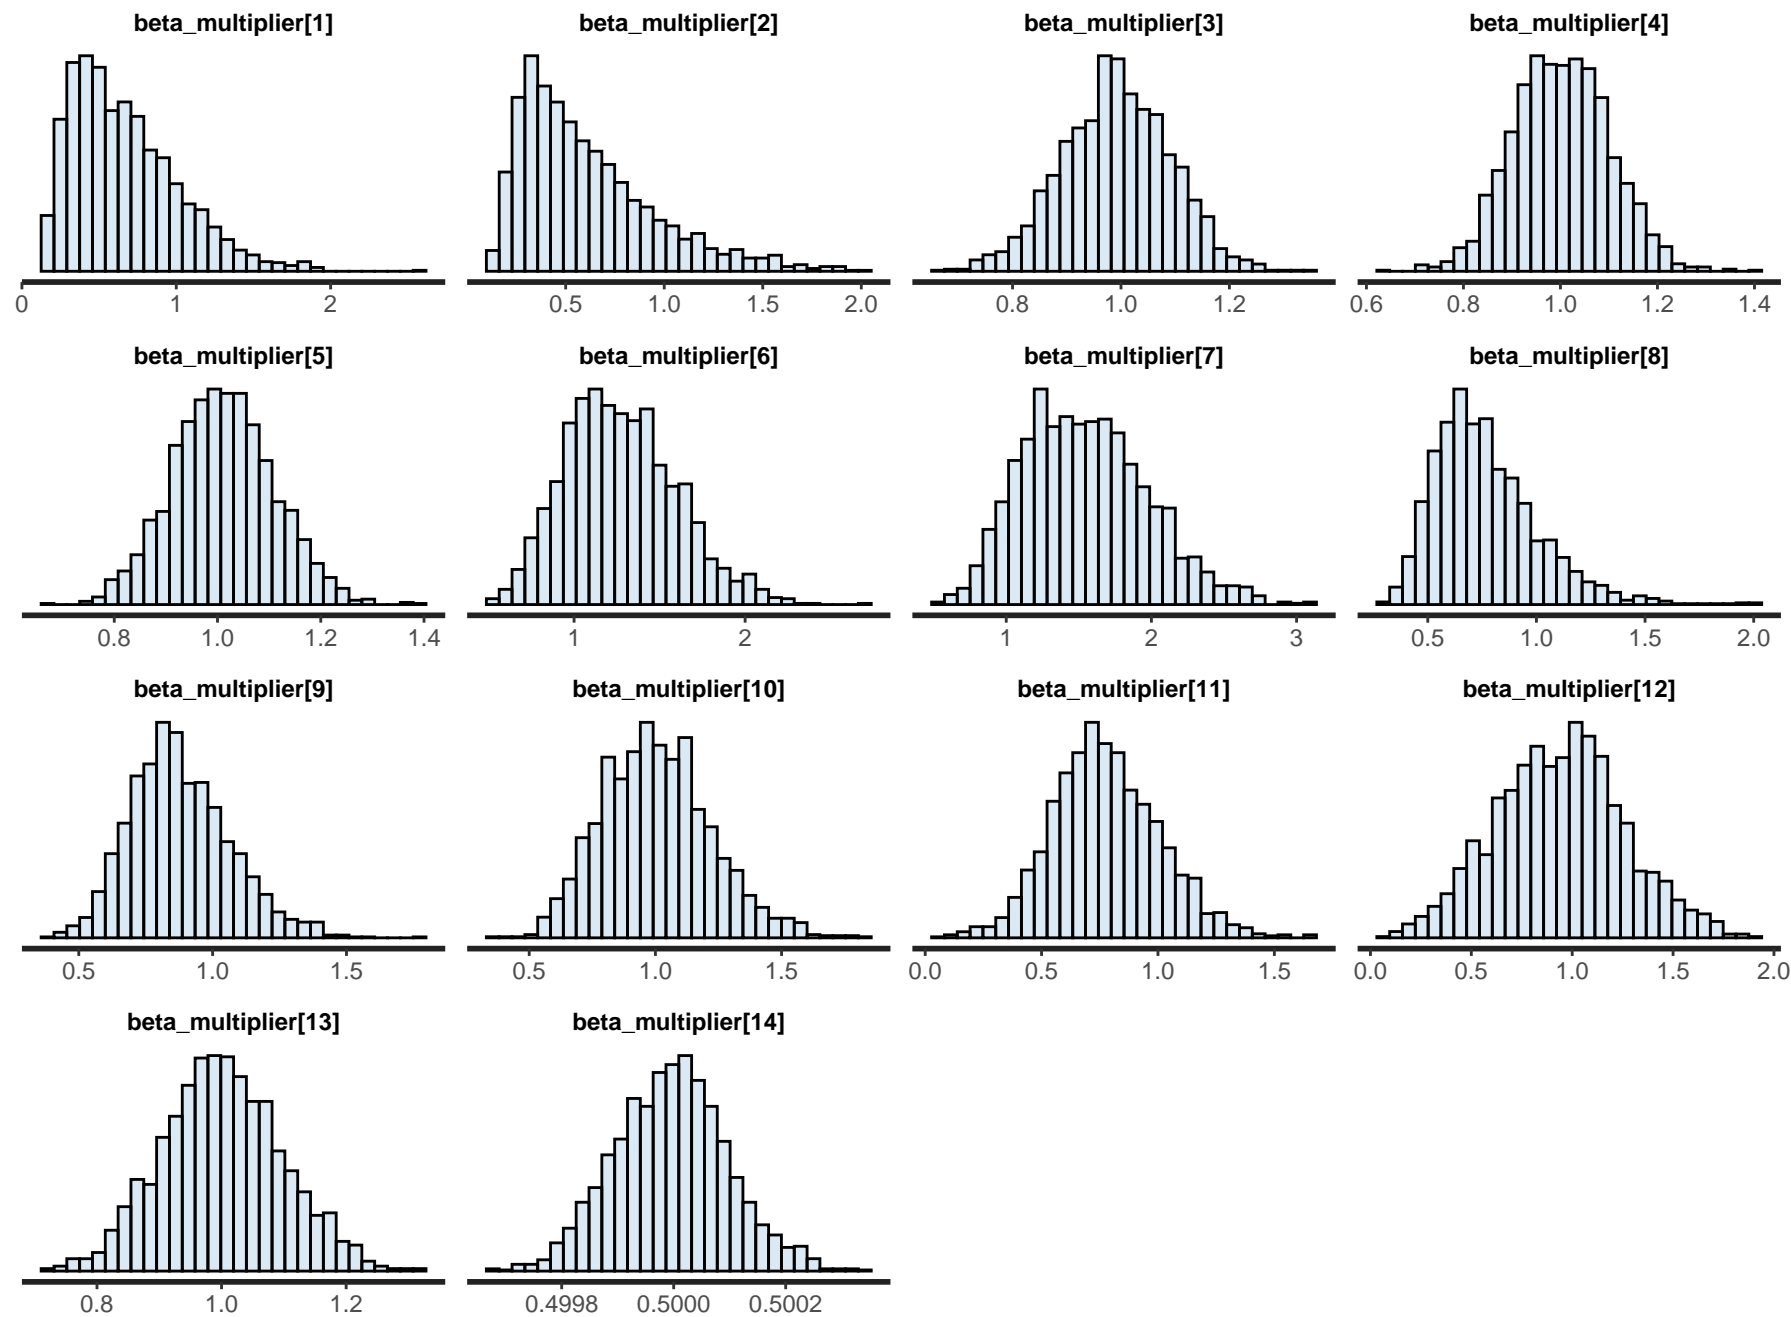 beta_multiplier[1] beta_multiplier[2] beta_multiplier[3] beta_multiplier[4]
0 1 2 0.5 1.0 1.5 2.0 0.8 1.0 1.2 0.6 0.8 1.0 1.2 1.4
beta_multiplier[5] beta_multiplier[6] beta_multiplier[7] beta_multiplier[8]
0.8 1.0 1.2 1.4 1 2 1 2 3 0.5 1.0 1.5 2.0
beta_multiplier[9] beta_multiplier[10] beta_multiplier[11] beta_multiplier[12]
0.5 1.0 1.5 0.5 1.0 1.5 0.0 0.5 1.0 1.5 0.0 0.5 1.0 1.5 2.0
beta_multiplier[13] beta_multiplier[14]
0.8 1.0 1.2 0.4998 0.5000 0.5002